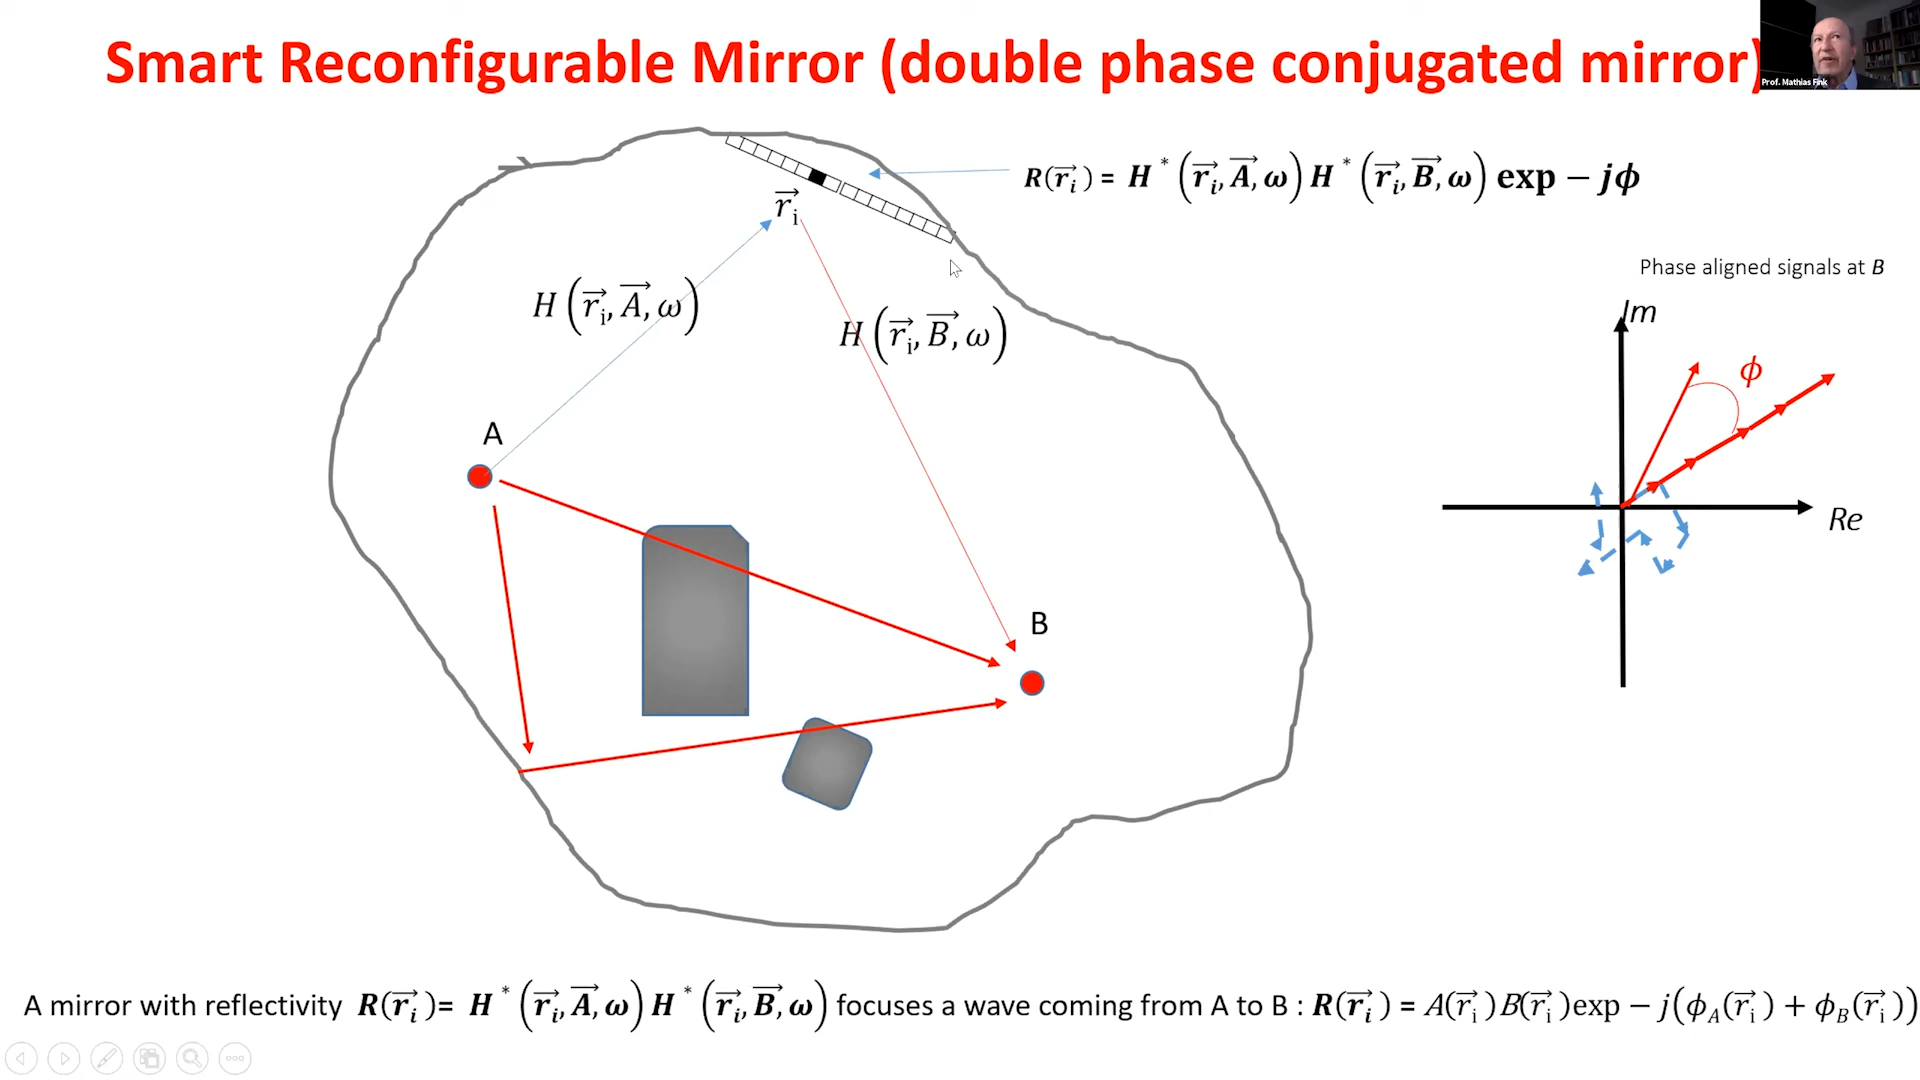 Smart Reconfigurable Mirror (double phase conjugated mirror)
Prof. Mathias Fink
R(r⃗ᵢ) = H*(r⃗ᵢ, A⃗, ω) H*(r⃗ᵢ, B⃗, ω) exp − jϕ
r⃗ᵢ
Phase aligned signals at B
H(r⃗ᵢ, A⃗, ω)
H(r⃗ᵢ, B⃗, ω)
Im
ϕ
A
Re
B
A mirror with reflectivity R(r⃗ᵢ)= H*(r⃗ᵢ, A⃗, ω) H*(r⃗ᵢ, B⃗, ω) focuses a wave coming from A to B : R(r⃗ᵢ) = A(r⃗ᵢ)B(r⃗ᵢ)exp − j(ϕ_A(r⃗ᵢ) + ϕ_B(r⃗ᵢ))